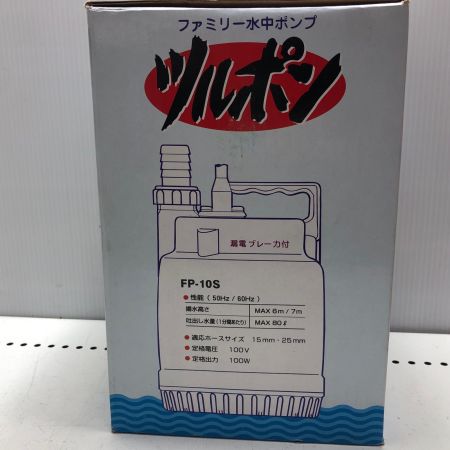 ファミリー水中ポンプ
ツルポン
漏電ブレーカ付
FP-10S
●性能(50Hz/60Hz)
揚水高さ MAX 6m/7m
吐出し水量(1分間あたり) MAX 80ℓ
●適応ホースサイズ 15mm・25mm
●定格電圧 100V
●定格出力 100W